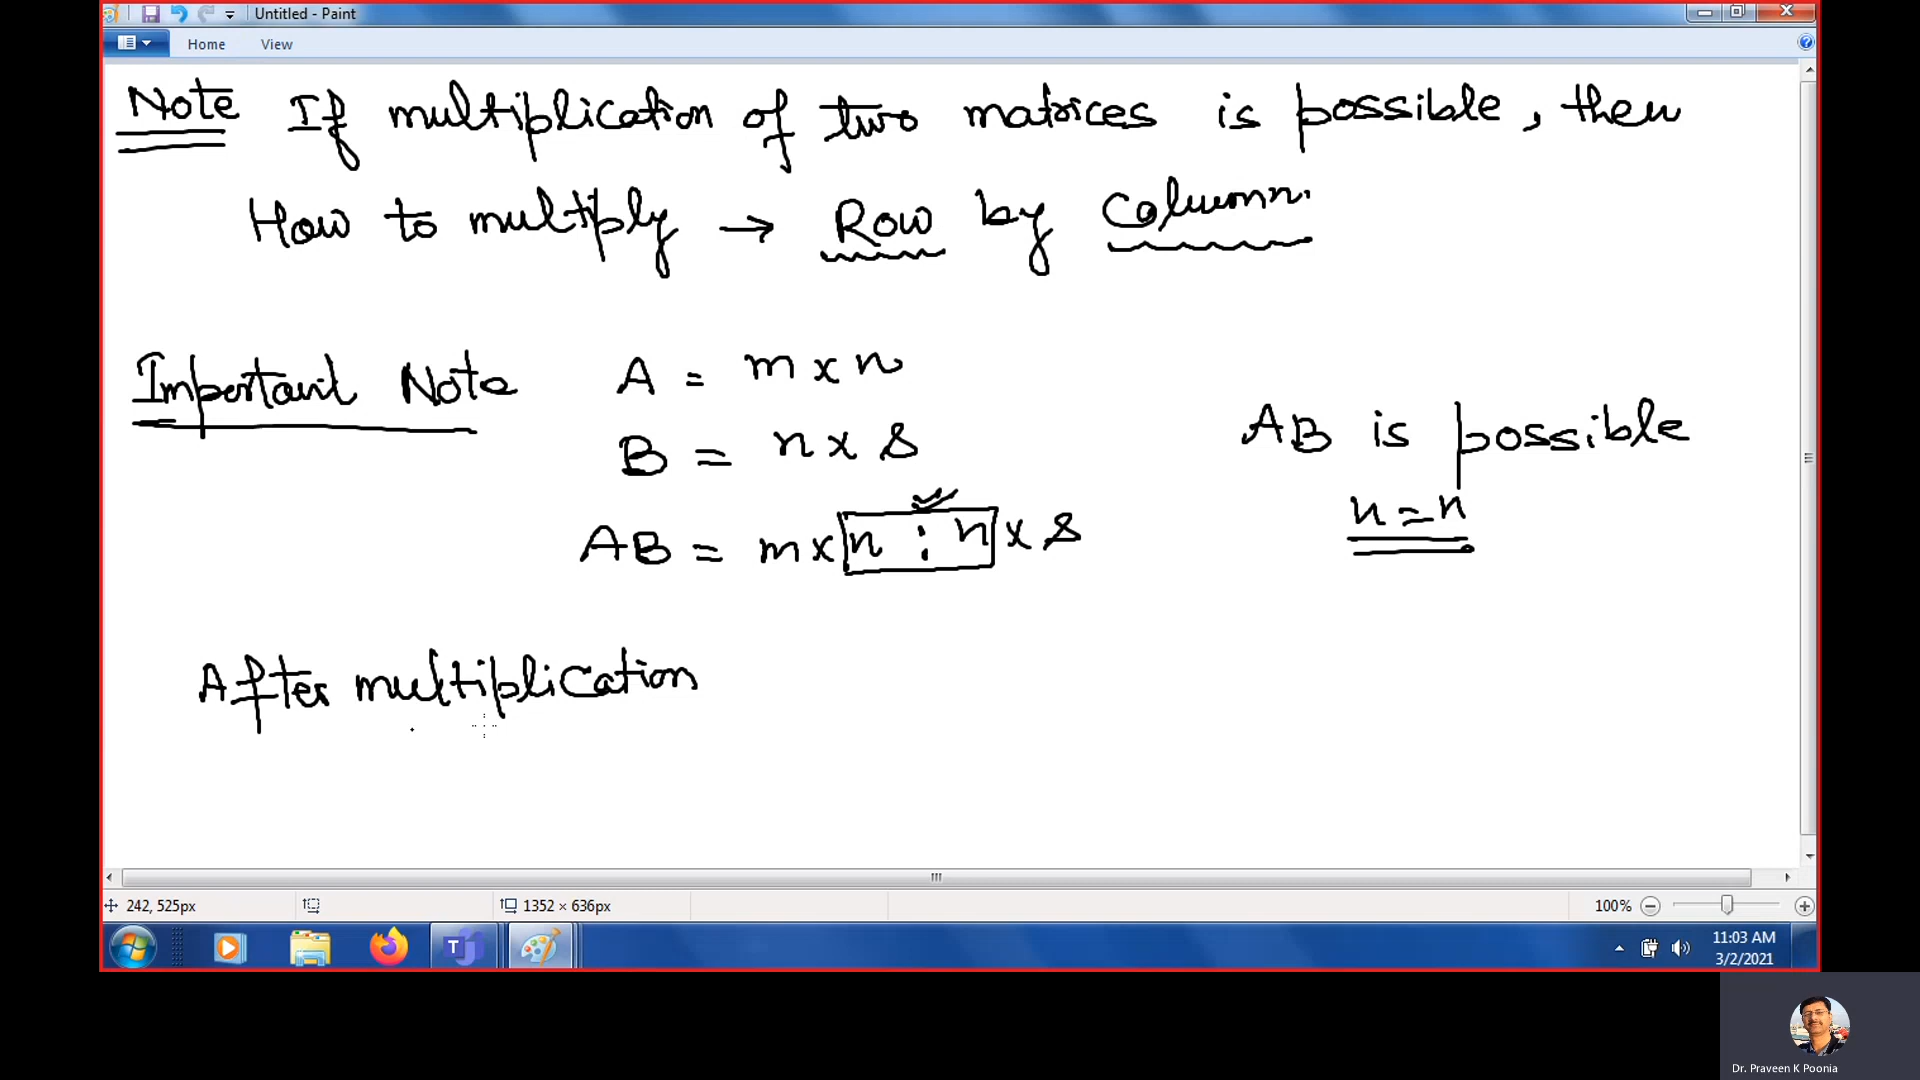 Untitled - Paint
Home View
Note If multiplication of two matrices is possible, then
How to multiply → Row by Column.
Important Note A = m x n
B = n x s
AB is possible
n = n
AB = m x n : n x s
After multiplication
242, 525px 1352 × 636px 100%
T
11:03 AM
3/2/2021
Dr. Praveen K Poonia